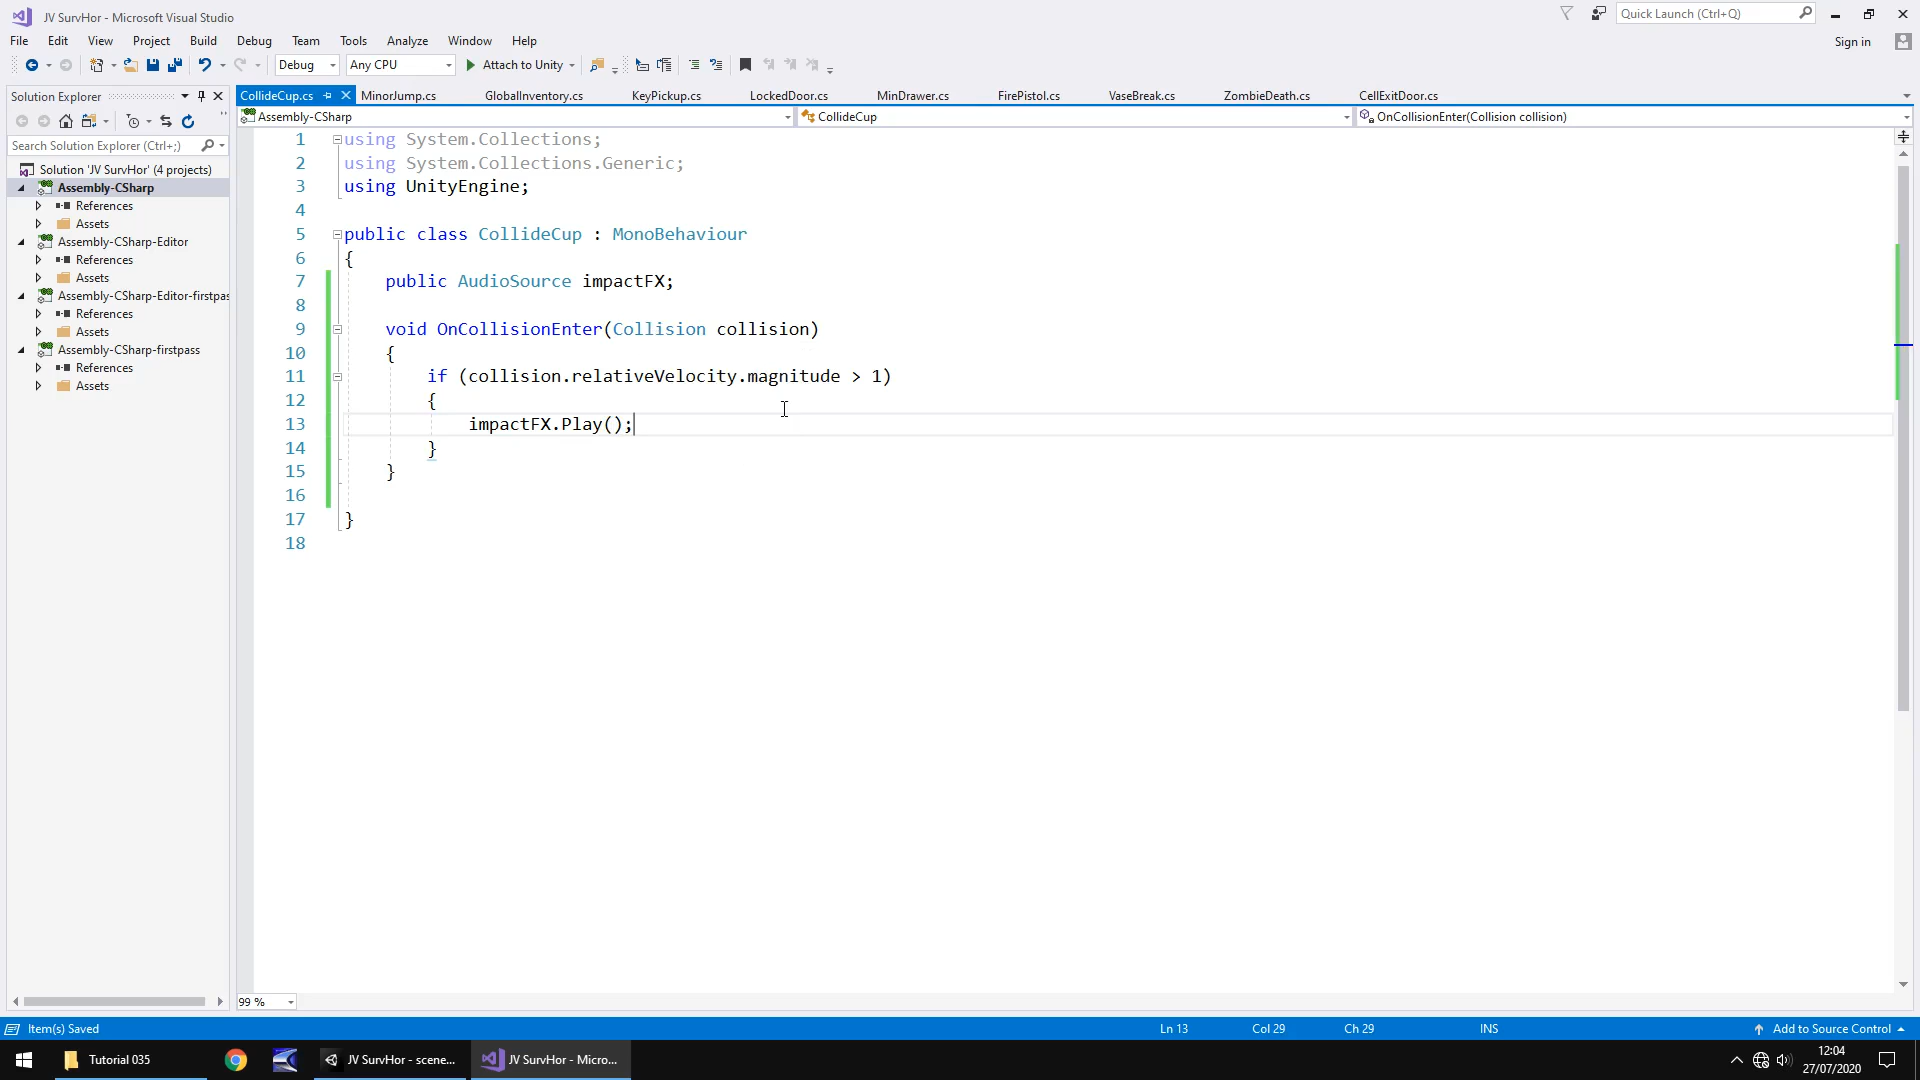 JV SurvHor - Microsoft Visual Studio
Quick Launch (Ctrl+Q)
File Edit View Project Build Debug Team Tools Analyze Window Help
Sign in
Debug Any CPU Attach to Unity
Solution Explorer
CollideCup.cs MinorJump.cs GlobalInventory.cs KeyPickup.cs LockedDoor.cs MinDrawer.cs FirePistol.cs VaseBreak.cs ZombieDeath.cs CellExitDoor.cs
Assembly-CSharp CollideCup OnCollisionEnter(Collision collision)
Search Solution Explorer (Ctrl+;)
Solution 'JV SurvHor' (4 projects)
Assembly-CSharp
References
Assets
Assembly-CSharp-Editor
References
Assets
Assembly-CSharp-Editor-firstpas
References
Assets
Assembly-CSharp-firstpass
References
Assets
1 using System.Collections;
2 using System.Collections.Generic;
3 using UnityEngine;
4
5 public class CollideCup : MonoBehaviour
6 {
7 public AudioSource impactFX;
8
9 void OnCollisionEnter(Collision collision)
10 {
11 if (collision.relativeVelocity.magnitude > 1)
12 {
13 impactFX.Play();
14 }
15 }
16
17 }
18
99 %
Item(s) Saved Ln 13 Col 29 Ch 29 INS Add to Source Control
Tutorial 035 JV SurvHor - scene... JV SurvHor - Micro...
12:04
27/07/2020